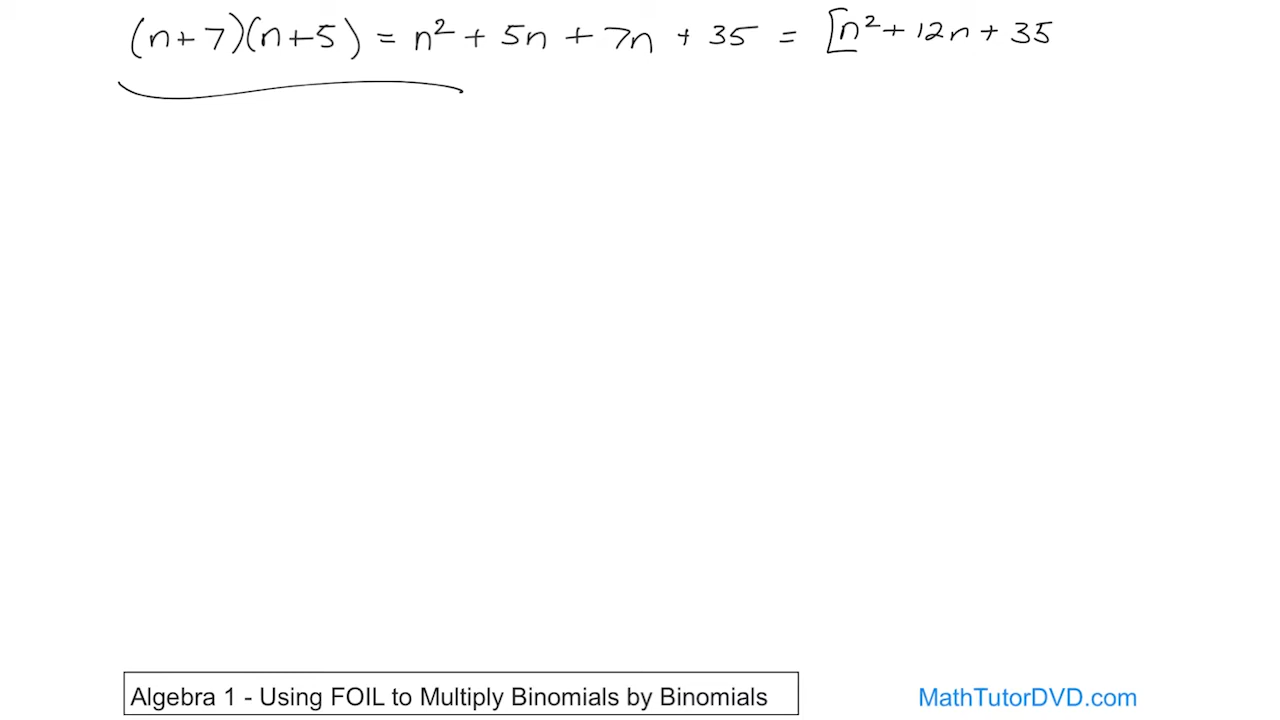 (n+7)(n+5) = n² + 5n + 7n + 35 = [n² + 12n + 35
Algebra 1 - Using FOIL to Multiply Binomials by Binomials
MathTutorDVD.com